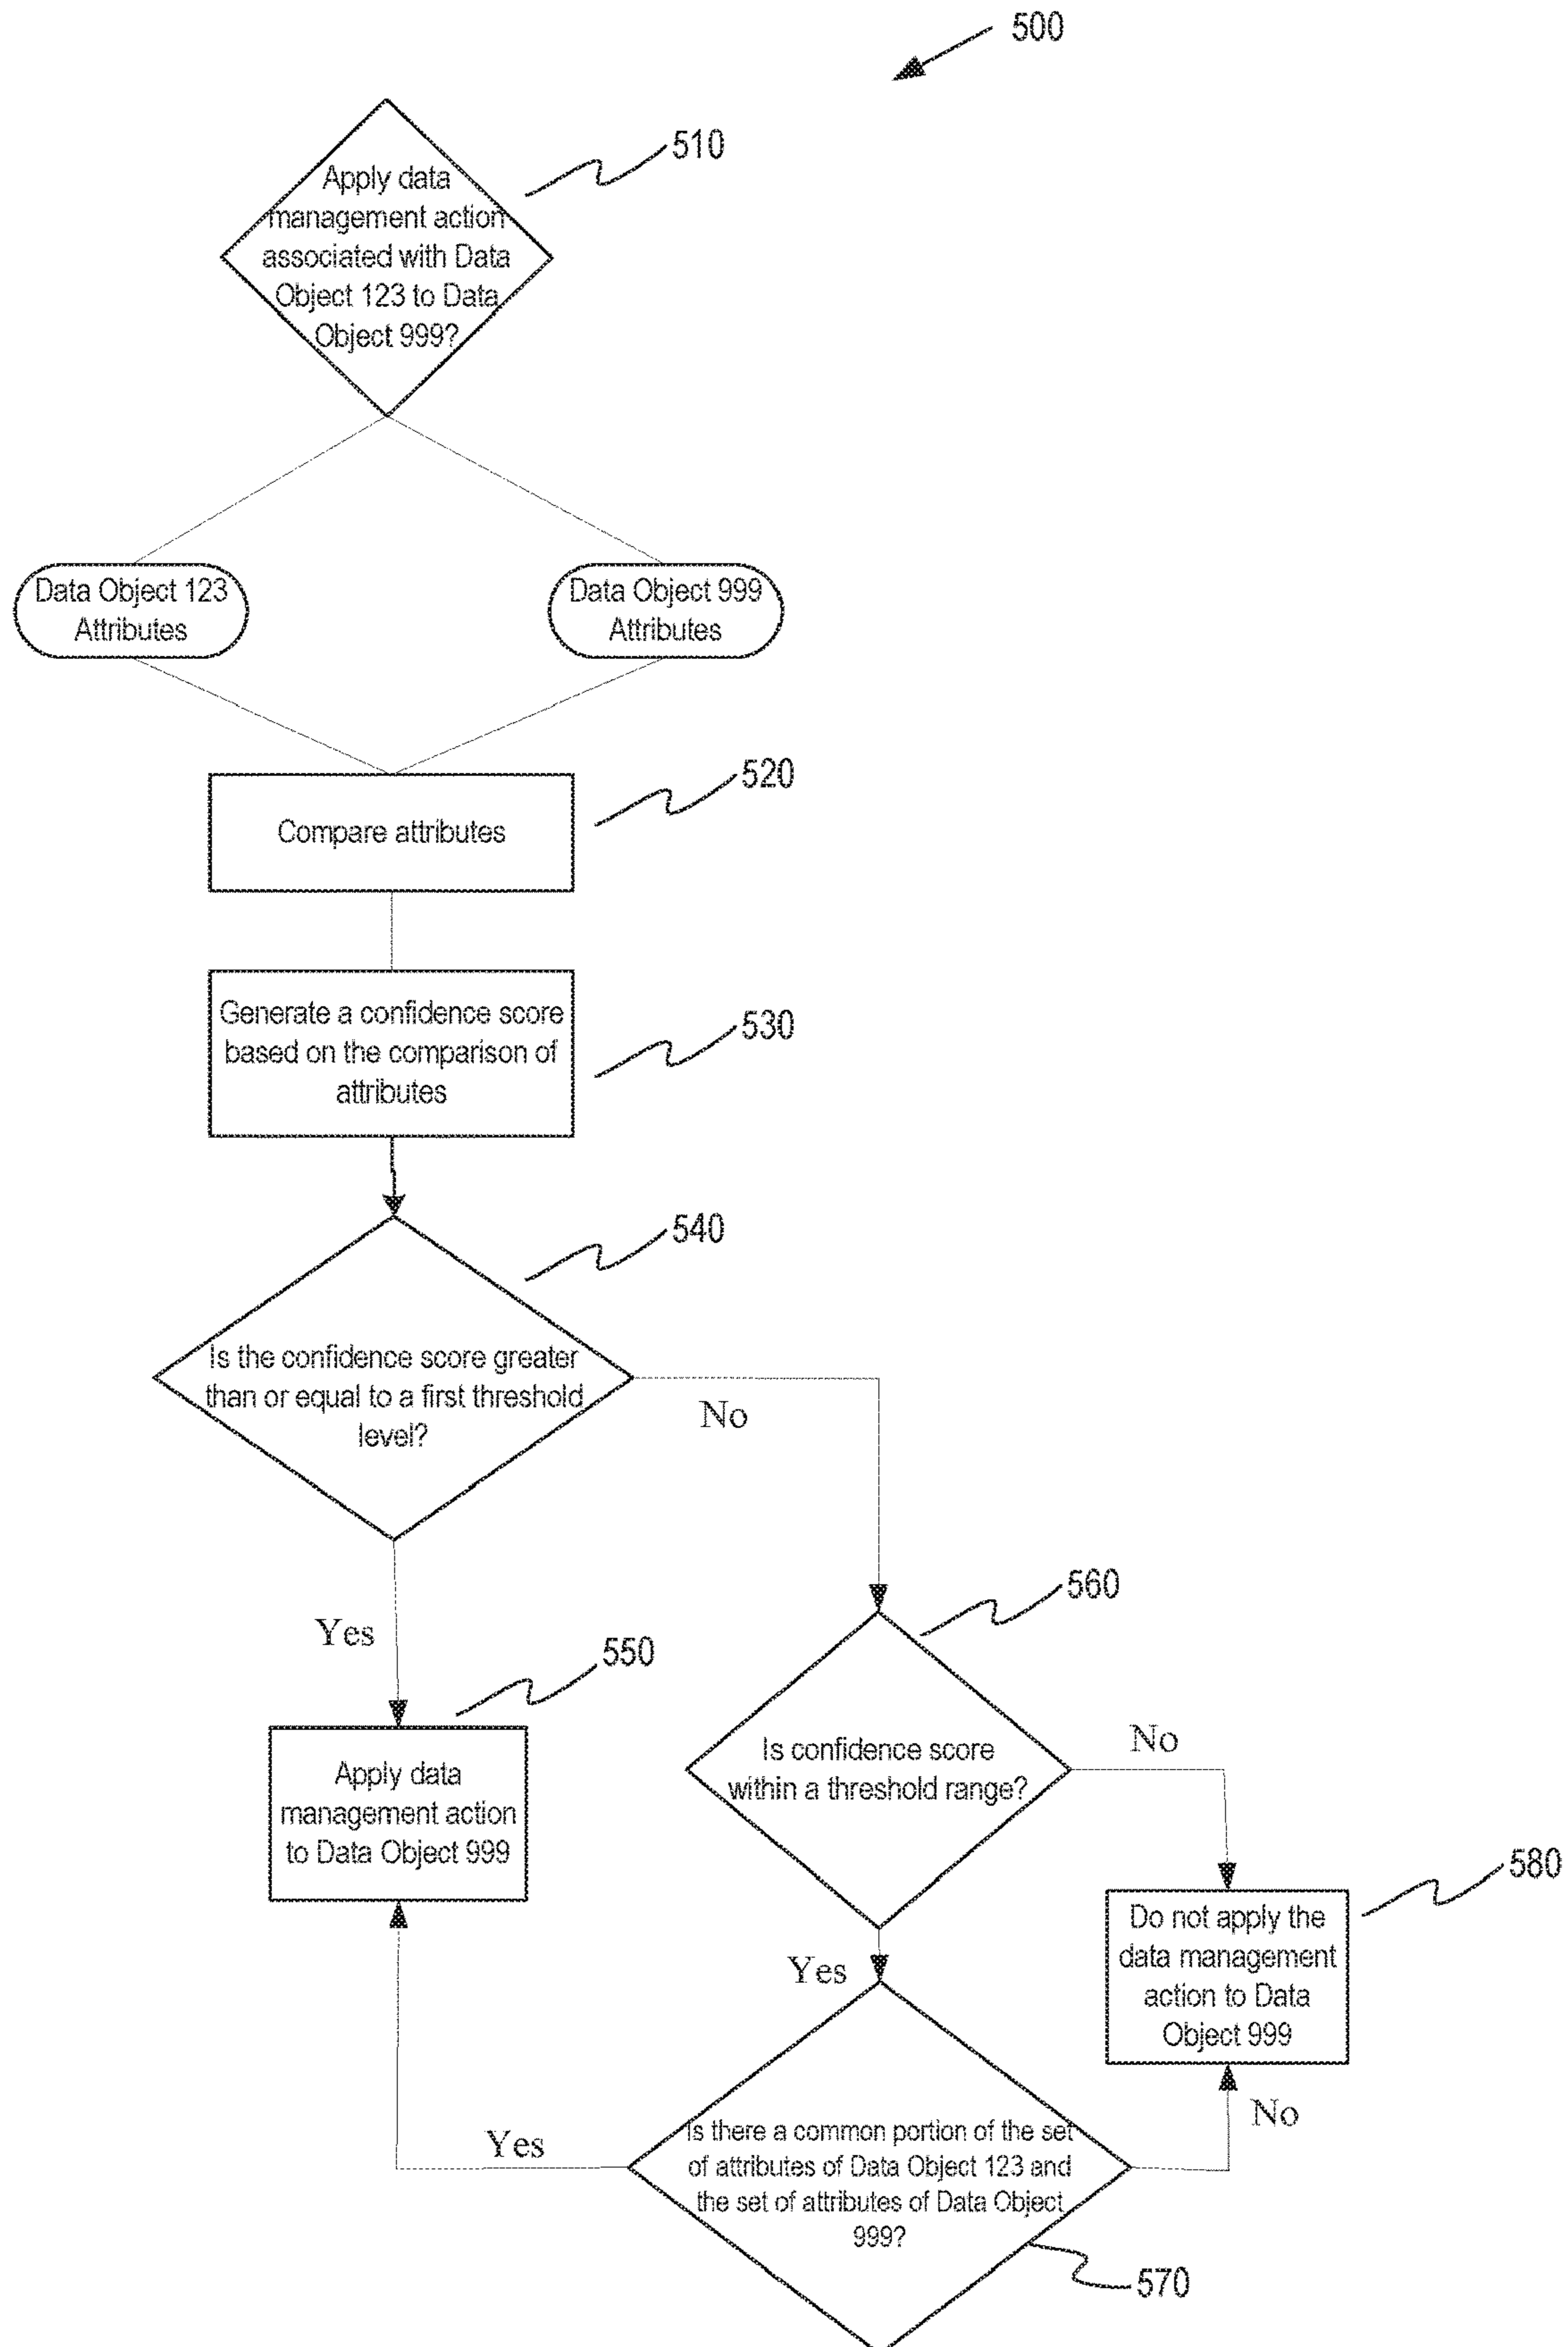 500
510
Apply data
management action
associated with Data
Object 123 to Data
Object 999?
Data Object 123
Attributes
Data Object 999
Attributes
520
Compare attributes
530
Generate a confidence score
based on the comparison of
attributes
540
Is the confidence score greater
than or equal to a first threshold
level?
No
Yes
550
Apply data
management action
to Data Object 999
560
Is confidence score
within a threshold range?
No
580
Do not apply the
data management
action to Data
Object 999
Yes
No
Yes
Is there a common portion of the set
of attributes of Data Object 123 and
the set of attributes of Data Object
999?
570